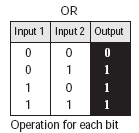 OR
Input 1 Input 2 Output
0 0 0
0 1 1
1 0 1
1 1 1
Operation for each bit